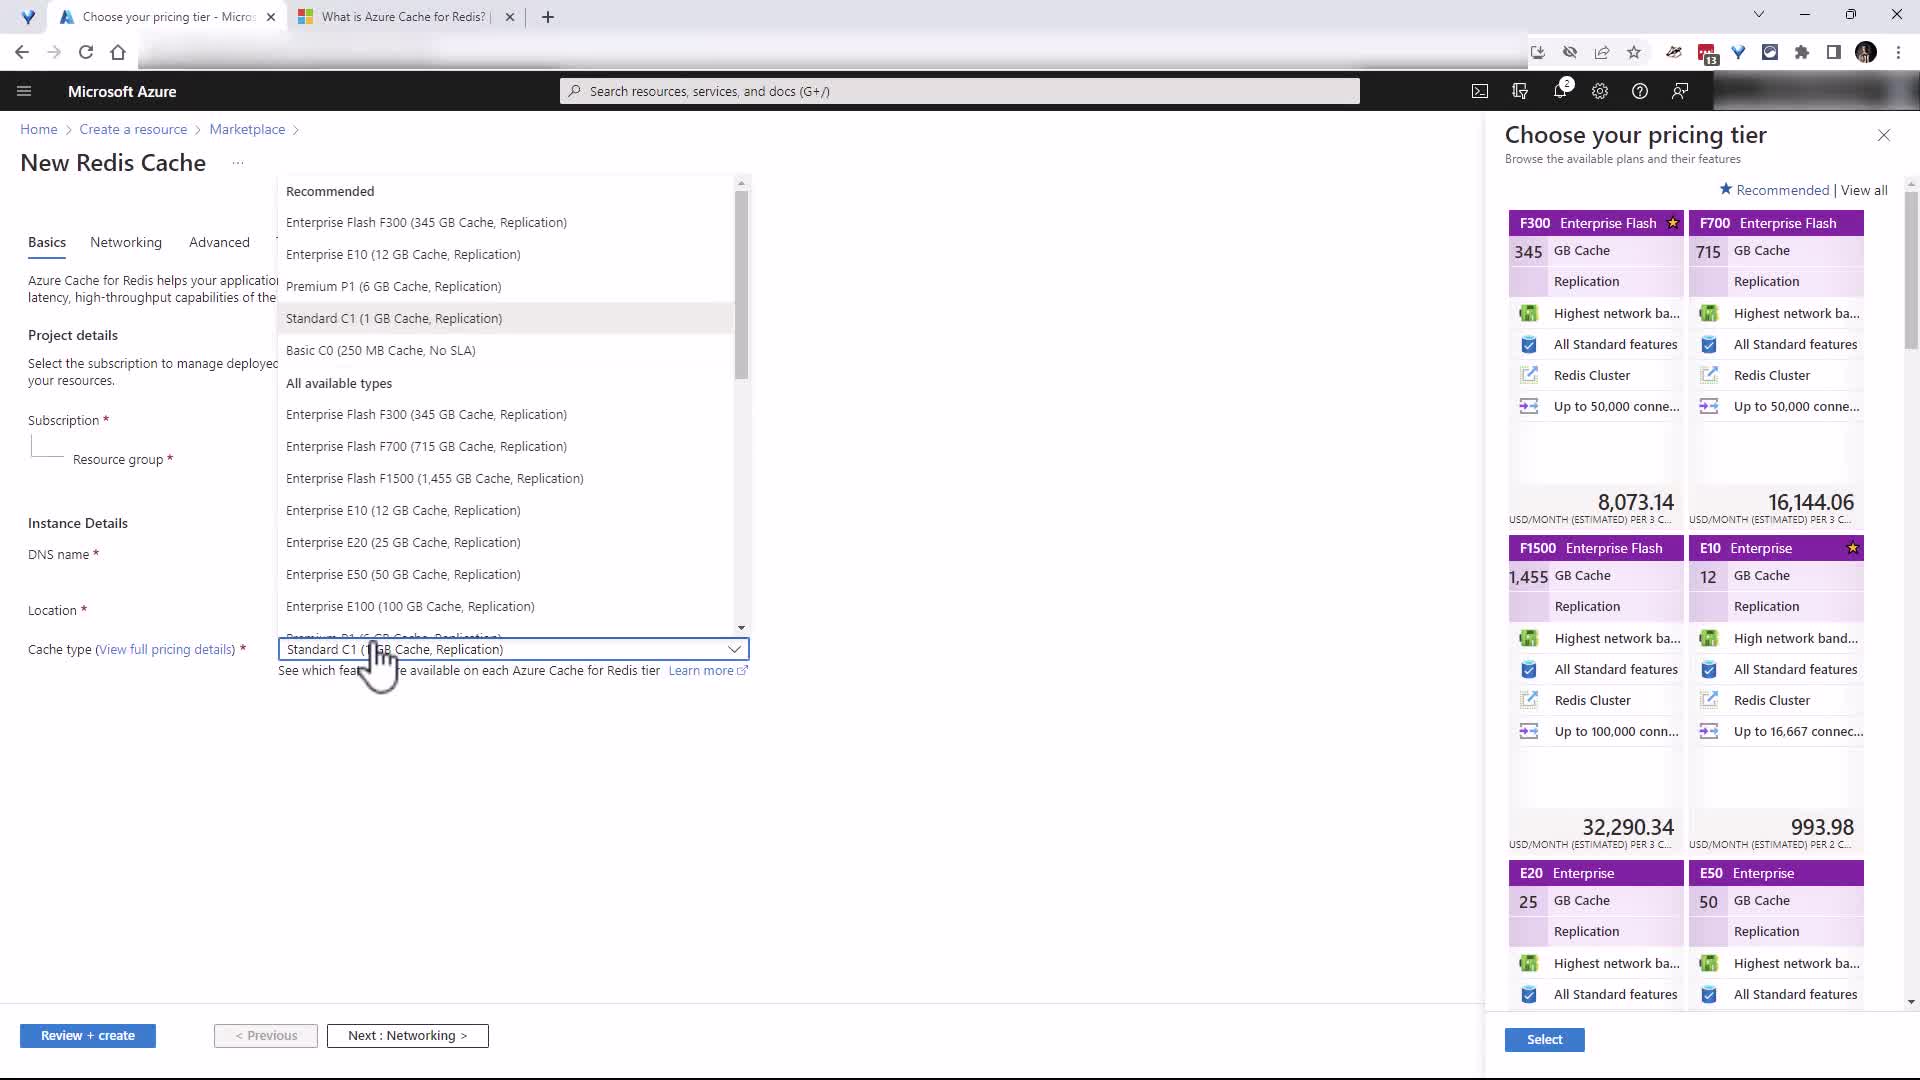 Choose your pricing tier - Micros
What is Azure Cache for Redis? |
13
Microsoft Azure
Search resources, services, and docs (G+/)
2
Home > Create a resource > Marketplace >
New Redis Cache ...
Basics Networking Advanced
Azure Cache for Redis helps your application
latency, high-throughput capabilities of the
Project details
Select the subscription to manage deployed
your resources.
Subscription *
Resource group *
Instance Details
DNS name *
Location *
Cache type (View full pricing details) *
Recommended
Enterprise Flash F300 (345 GB Cache, Replication)
Enterprise E10 (12 GB Cache, Replication)
Premium P1 (6 GB Cache, Replication)
Standard C1 (1 GB Cache, Replication)
Basic C0 (250 MB Cache, No SLA)
All available types
Enterprise Flash F300 (345 GB Cache, Replication)
Enterprise Flash F700 (715 GB Cache, Replication)
Enterprise Flash F1500 (1,455 GB Cache, Replication)
Enterprise E10 (12 GB Cache, Replication)
Enterprise E20 (25 GB Cache, Replication)
Enterprise E50 (50 GB Cache, Replication)
Enterprise E100 (100 GB Cache, Replication)
Premium P1 (6 GB Cache, Replication)
Standard C1 (1 GB Cache, Replication)
See which are available on each Azure Cache for Redis tier Learn more
Review + create
< Previous
Next : Networking >
Choose your pricing tier
Browse the available plans and their features
Recommended | View all
F300 Enterprise Flash
345 GB Cache
Replication
Highest network ba...
All Standard features
Redis Cluster
Up to 50,000 conne...
8,073.14
USD/MONTH (ESTIMATED) PER 3 C...
F700 Enterprise Flash
715 GB Cache
Replication
Highest network ba...
All Standard features
Redis Cluster
Up to 50,000 conne...
16,144.06
USD/MONTH (ESTIMATED) PER 3 C...
F1500 Enterprise Flash
1,455 GB Cache
Replication
Highest network ba...
All Standard features
Redis Cluster
Up to 100,000 conn...
32,290.34
USD/MONTH (ESTIMATED) PER 3 C...
E10 Enterprise
12 GB Cache
Replication
High network band...
All Standard features
Redis Cluster
Up to 16,667 connec...
993.98
USD/MONTH (ESTIMATED) PER 2 C...
E20 Enterprise
25 GB Cache
Replication
Highest network ba...
All Standard features
E50 Enterprise
50 GB Cache
Replication
Highest network ba...
All Standard features
Select